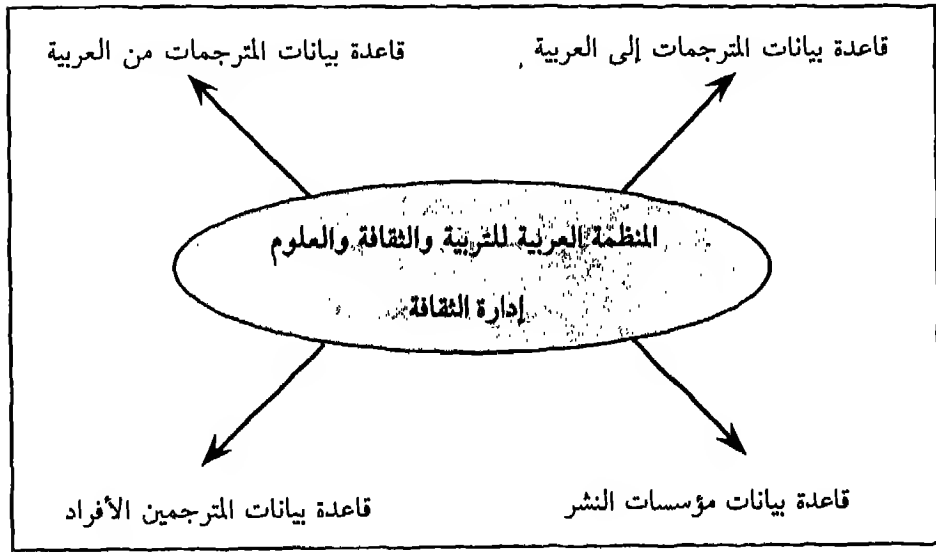 قاعدة بيانات المترجمات إلى العربية
قاعدة بيانات المترجمات من العربية
المنظمة العربية للتربية والثقافة والعلوم
إدارة الثقافة
قاعدة بيانات مؤسسات النشر
قاعدة بيانات المترجمين الأفراد